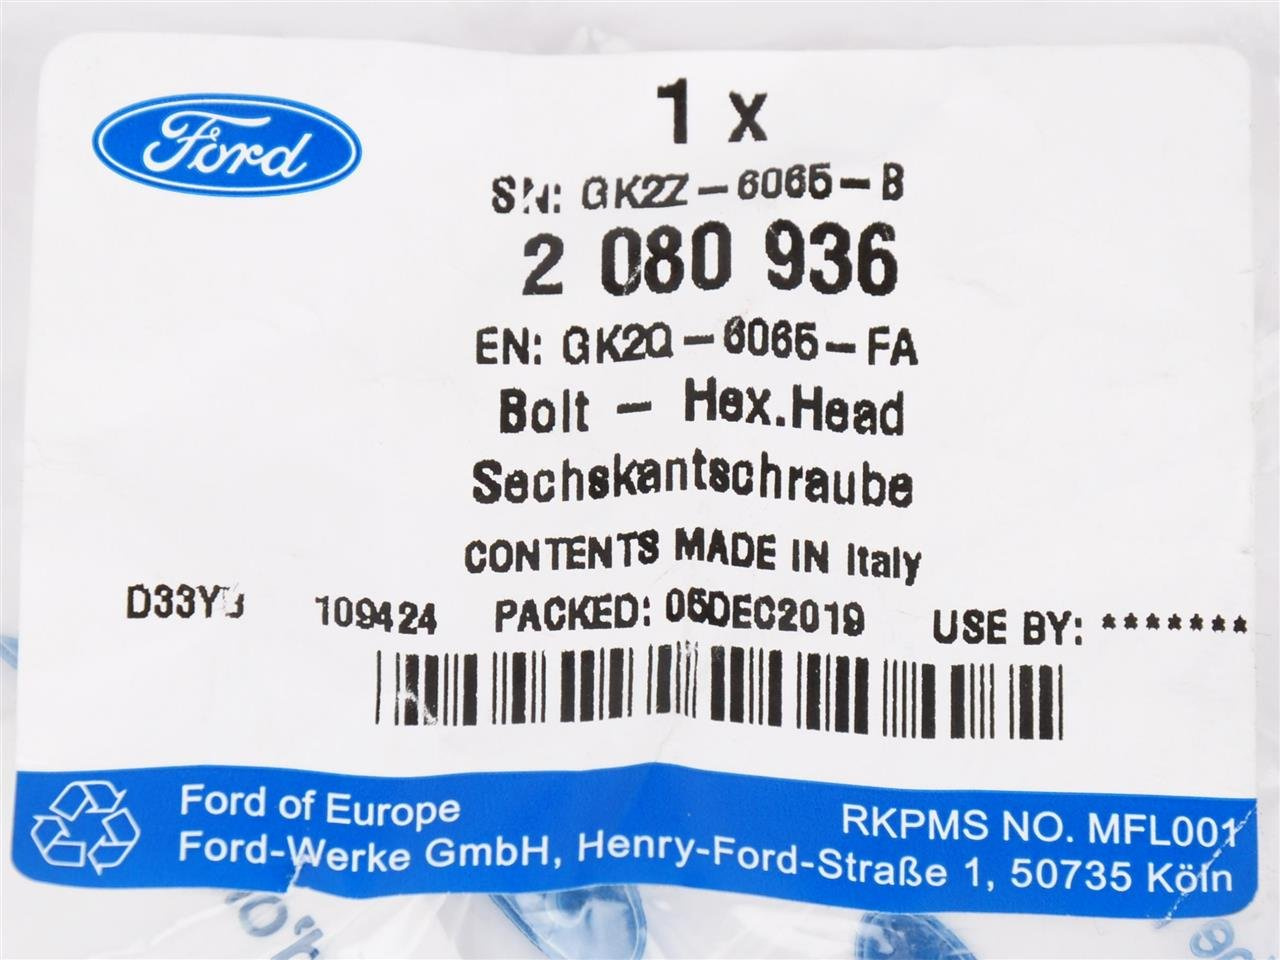 Ford
1 x
SN: GK2Z-6065-B
2 080 936
EN: GK2Q-6065-FA
Bolt - Hex.Head
Sechskantschraube
CONTENTS MADE IN Italy
109424 PACKED: 05DEC2019 USE BY: *******
Ford of Europe
Ford-Werke GmbH, Henry-Ford-Straße 1, 50735 Köln
RKPMS NO. MFL001